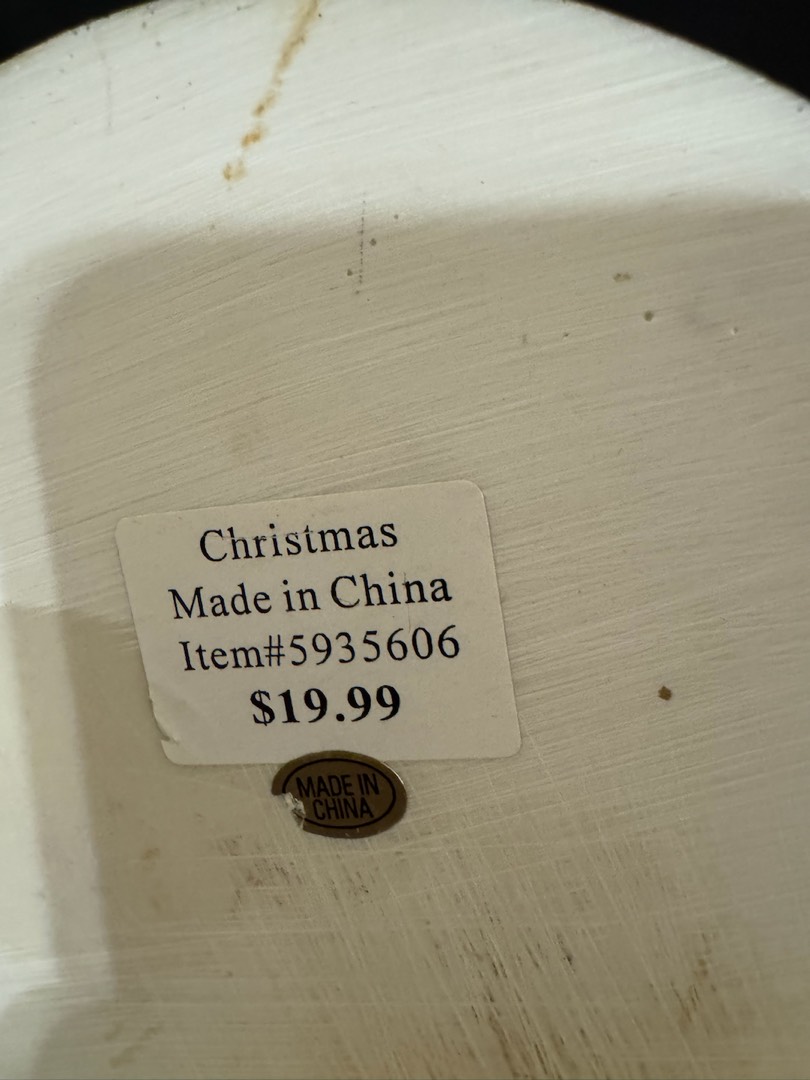 Christmas
Made in China
Item#5935606
$19.99
MADE IN
CHINA